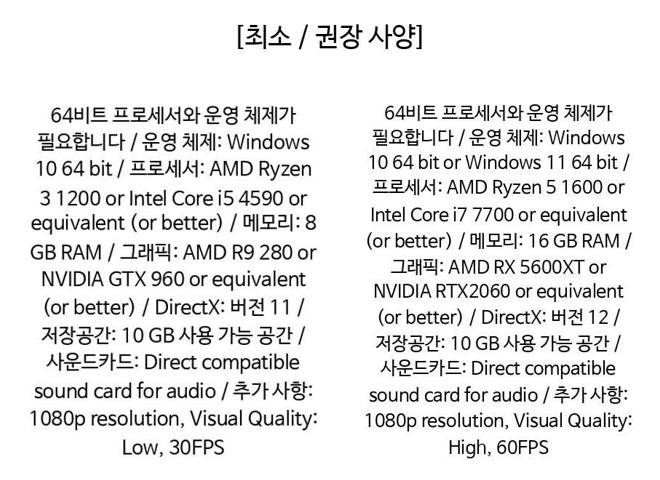 [최소 / 권장 사양]
64비트 프로세서와 운영 체제가
필요합니다 / 운영 체제: Windows
10 64 bit / 프로세서: AMD Ryzen
3 1200 or Intel Core i5 4590 or
equivalent (or better) / 메모리: 8
GB RAM / 그래픽: AMD R9 280 or
NVIDIA GTX 960 or equivalent
(or better) / DirectX: 버전 11 /
저장공간: 10 GB 사용 가능 공간 /
사운드카드: Direct compatible
sound card for audio / 추가 사항:
1080p resolution, Visual Quality:
Low, 30FPS
64비트 프로세서와 운영 체제가
필요합니다 / 운영 체제: Windows
10 64 bit or Windows 11 64 bit /
프로세서: AMD Ryzen 5 1600 or
Intel Core i7 7700 or equivalent
(or better) / 메모리: 16 GB RAM /
그래픽: AMD RX 5600XT or
NVIDIA RTX2060 or equivalent
(or better) / DirectX: 버전 12 /
저장공간: 10 GB 사용 가능 공간 /
사운드카드: Direct compatible
sound card for audio / 추가 사항:
1080p resolution, Visual Quality:
High, 60FPS